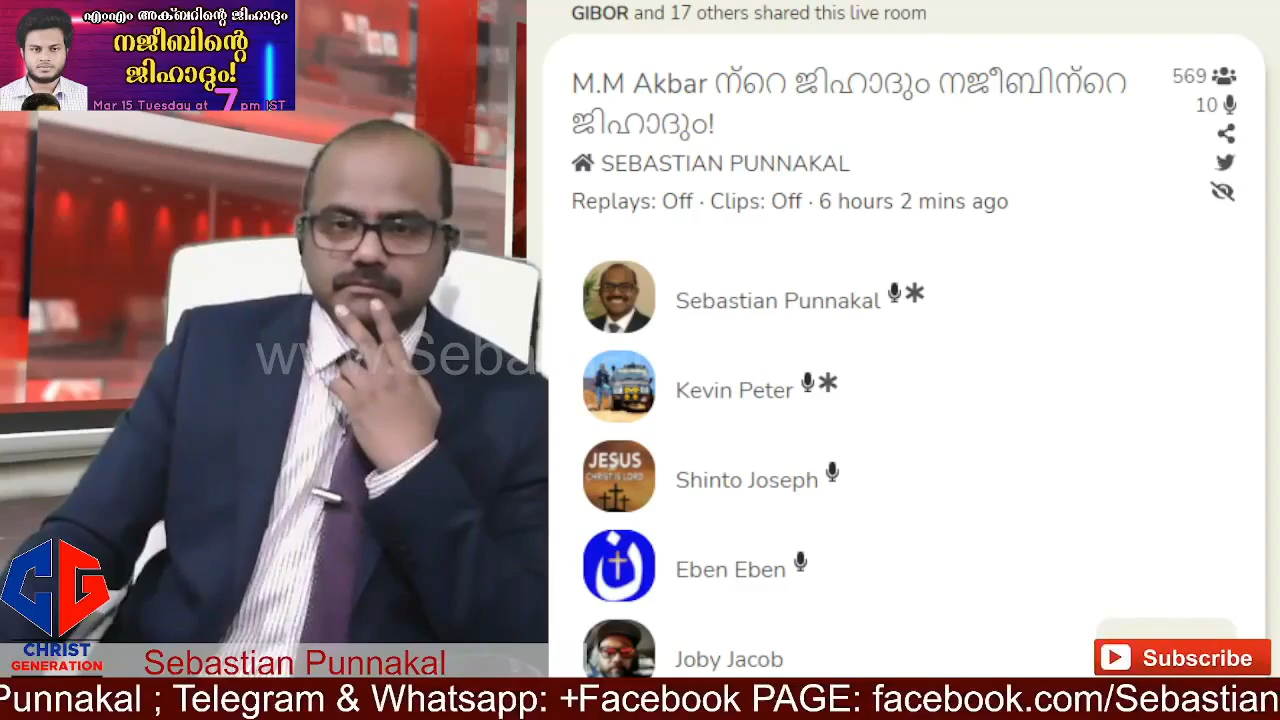 എംഎം അക്ബറിന്റെ ജിഹാദും
നജീബിന്റെ
ജിഹാദും!
Mar 15 Tuesday at 7 pm IST
GIBOR and 17 others shared this live room
M.M Akbar ന്റെ ജിഹാദും നജീബിന്റെ
ജിഹാദും!
569
10
SEBASTIAN PUNNAKAL
Replays: Off · Clips: Off · 6 hours 2 mins ago
Sebastian Punnakal
Kevin Peter
JESUS
CHRIST IS LORD
Shinto Joseph
ن
Eben Eben
Joby Jacob
www.Seba
CG
CHRIST
GENERATION
Sebastian Punnakal
Subscribe
Punnakal ; Telegram & Whatsapp: +Facebook PAGE: facebook.com/Sebastian